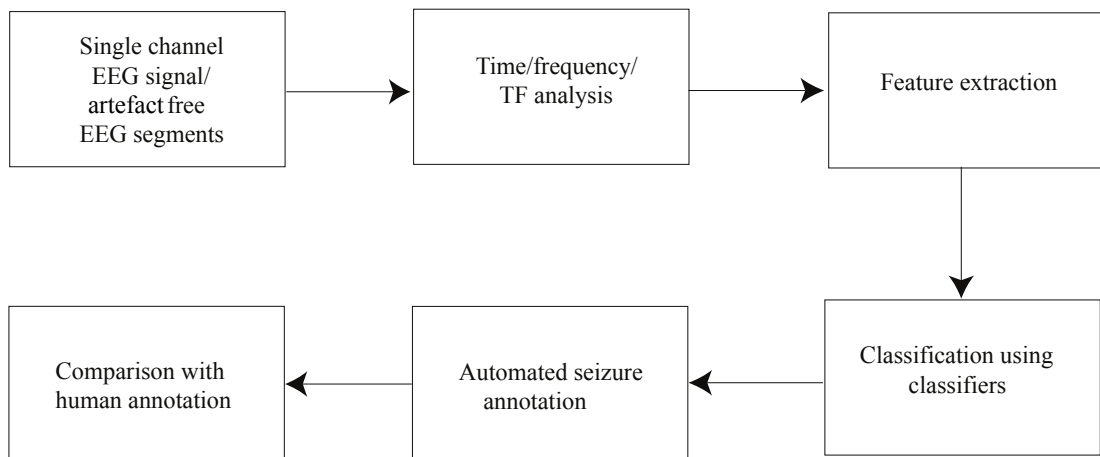 Single channel
EEG signal/
artefact free
EEG segments
Time/frequency/
TF analysis
Feature extraction
Classification using
classifiers
Automated seizure
annotation
Comparison with
human annotation